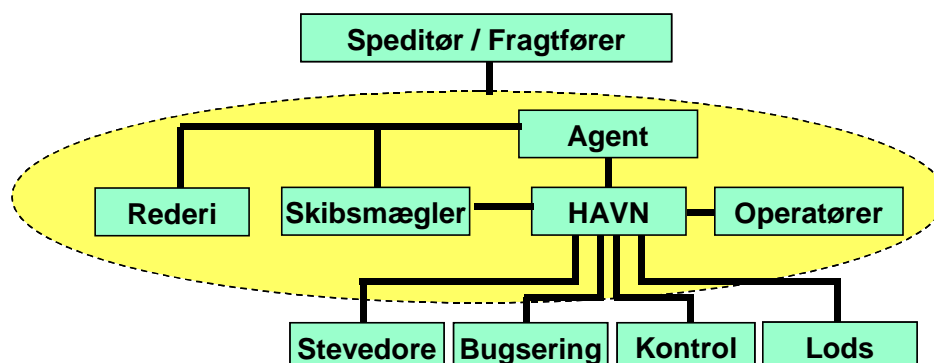 Speditør / Fragtfører
Agent
Rederi
Skibsmægler
HAVN
Operatører
Stevedore
Bugsering
Kontrol
Lods